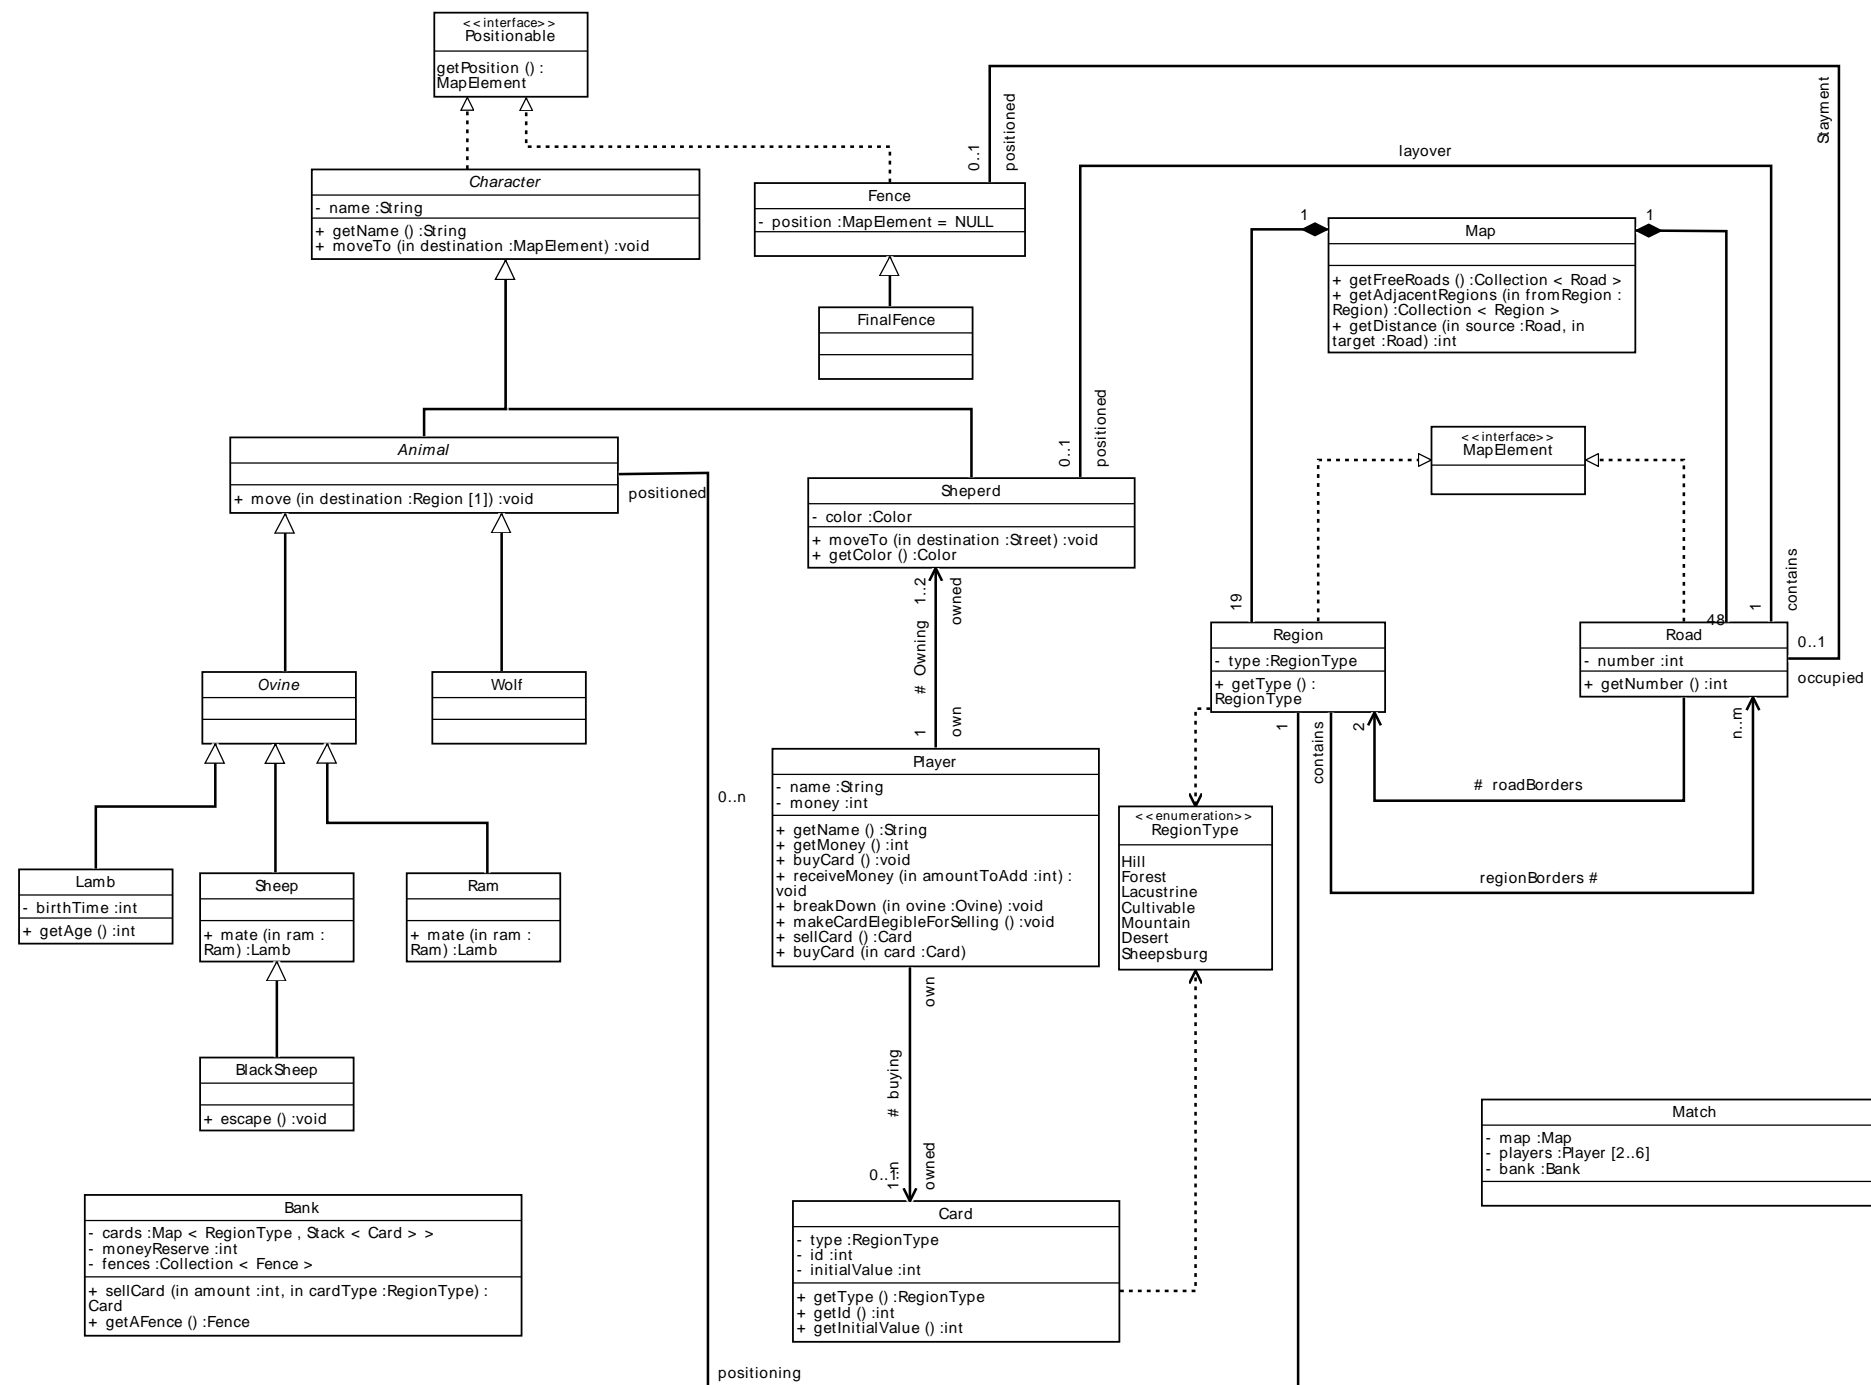 <<interface>>
Positionable
getPosition () :
MapElement
Stayment
positioned
0..1
layover
Character
- name :String
+ getName () :String
+ moveTo (in destination :MapElement) :void
Fence
- position :MapElement = NULL
FinalFence
1
1
Map
+ getFreeRoads () :Collection < Road >
+ getAdjacentRegions (in fromRegion :
Region) :Collection < Region >
+ getDistance (in source :Road, in
target :Road) :int
<<interface>>
MapElement
positioned
0..1
Animal
+ move (in destination :Region [1]) :void
positioned
Sheperd
- color :Color
+ moveTo (in destination :Street) :void
+ getColor () :Color
1..2
owned
# Owning
1
own
19
48
1
contains
Region
- type :RegionType
+ getType () :
RegionType
Road
- number :int
+ getNumber () :int
0..1
occupied
1
contains
2
n..m
# roadBorders
regionBorders #
Ovine
Wolf
Player
- name :String
- money :int
+ getName () :String
+ getMoney () :int
+ buyCard () :void
+ receiveMoney (in amountToAdd :int) :
void
+ breakDown (in ovine :Ovine) :void
+ makeCardElegibleForSelling () :void
+ sellCard () :Card
+ buyCard (in card :Card)
0..n
<<enumeration>>
RegionType
Hill
Forest
Lacustrine
Cultivable
Mountain
Desert
Sheepsburg
Lamb
- birthTime :int
+ getAge () :int
Sheep
+ mate (in ram :
Ram) :Lamb
Ram
+ mate (in ram :
Ram) :Lamb
BlackSheep
+ escape () :void
own
# buying
0..1
1..n
owned
Match
- map :Map
- players :Player [2..6]
- bank :Bank
Bank
- cards :Map < RegionType , Stack < Card > >
- moneyReserve :int
- fences :Collection < Fence >
+ sellCard (in amount :int, in cardType :RegionType) :
Card
+ getAFence () :Fence
Card
- type :RegionType
- id :int
- initialValue :int
+ getType () :RegionType
+ getId () :int
+ getInitialValue () :int
positioning